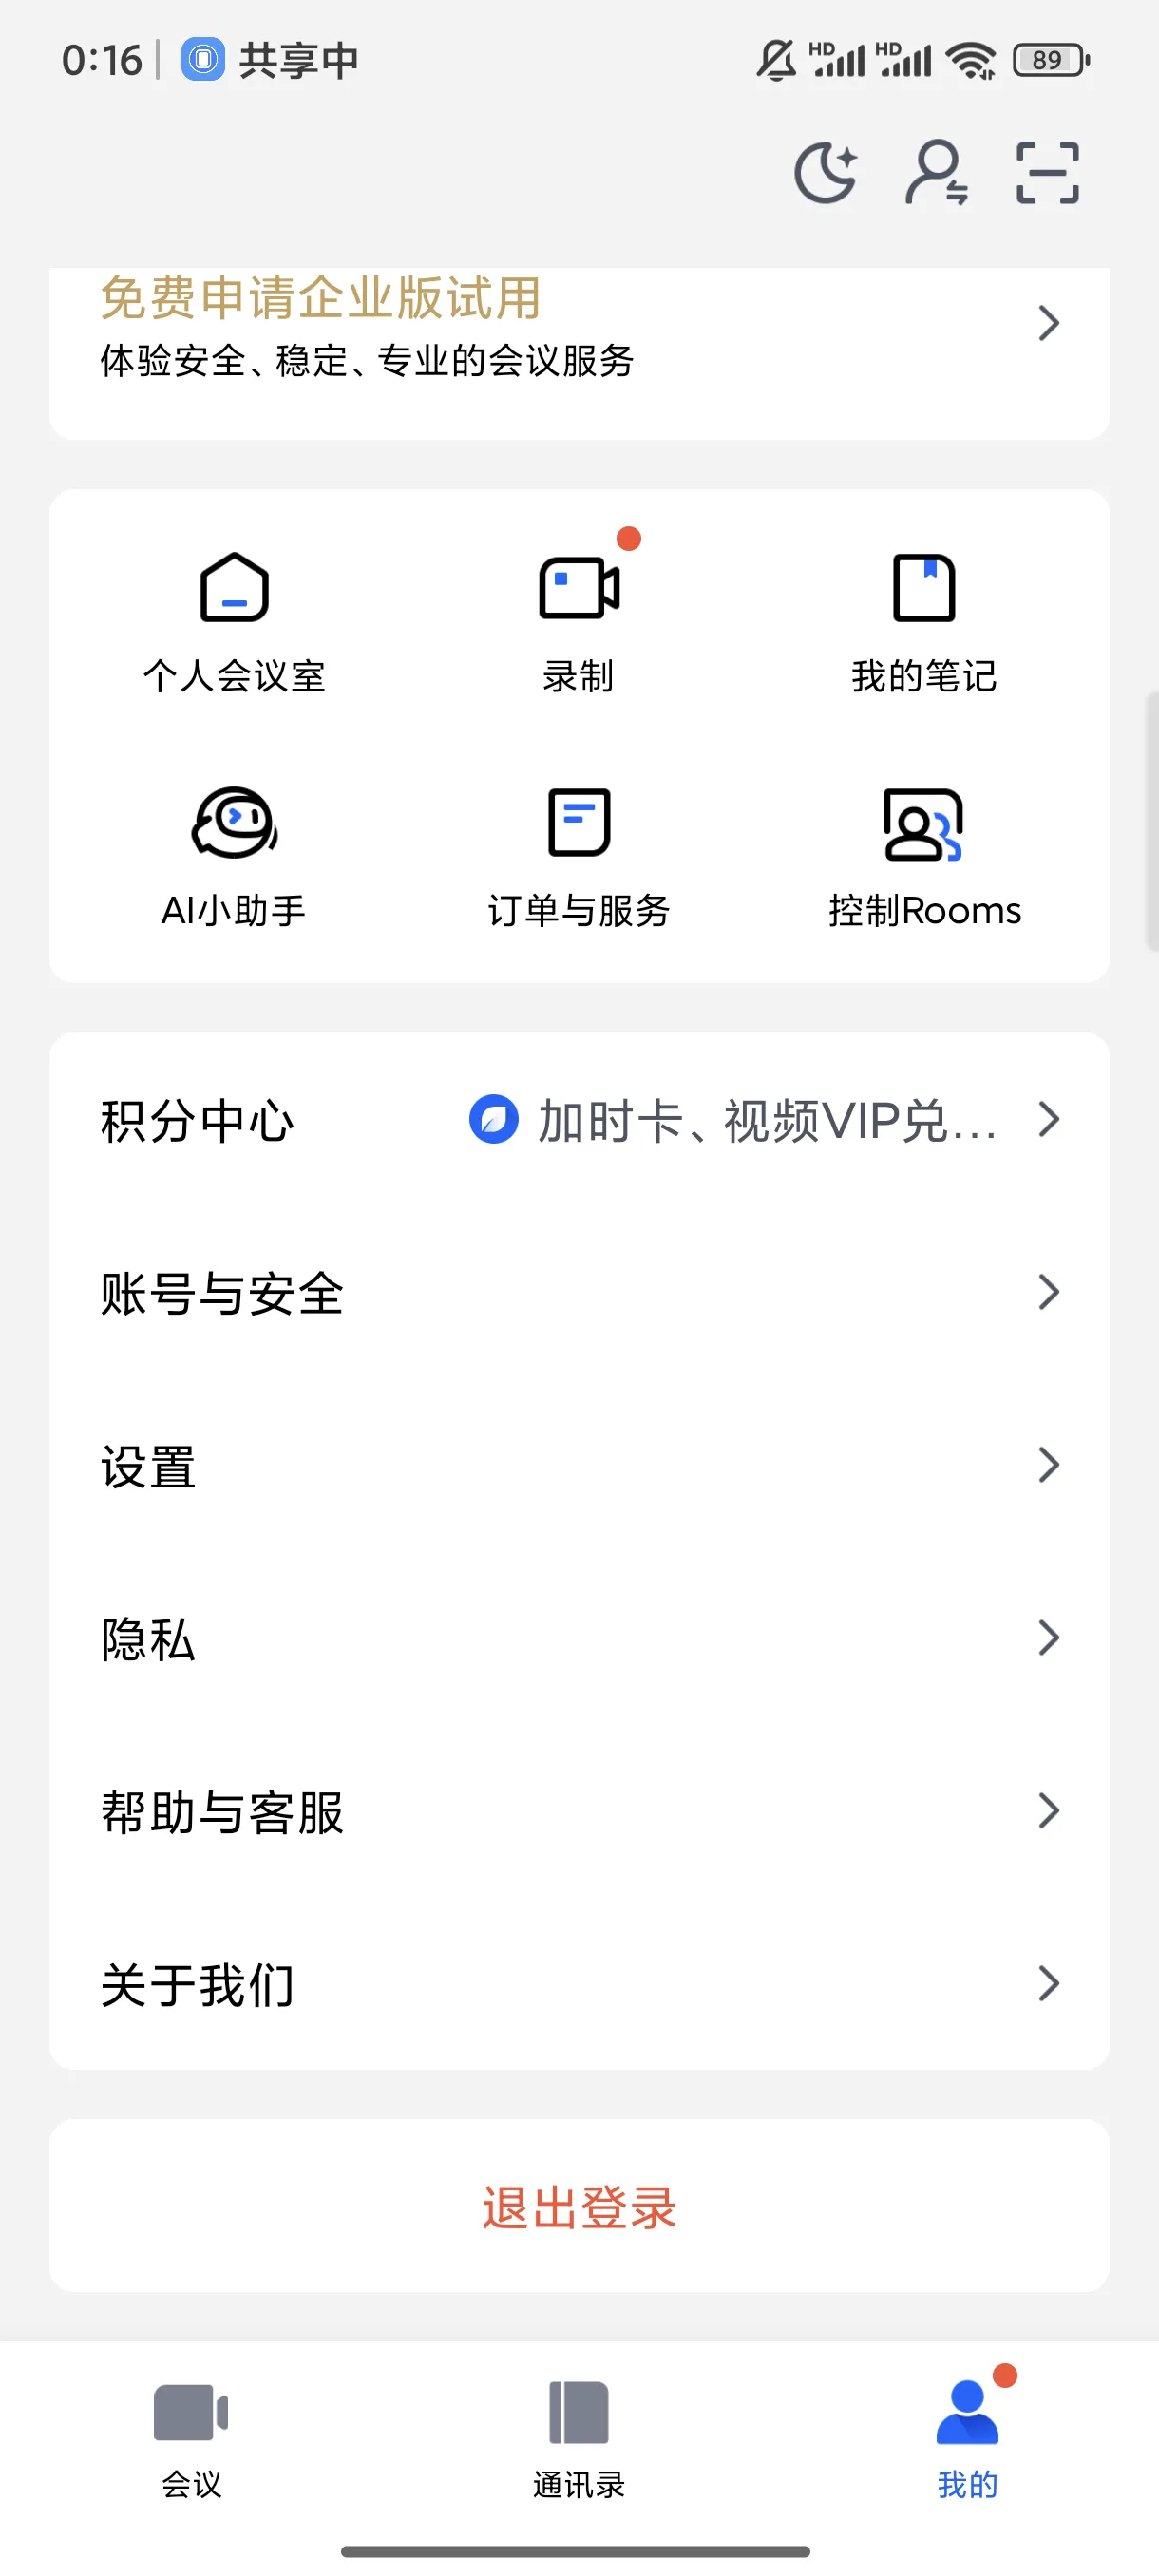 0:16 共享中 HD HD 89
免费申请企业版试用
体验安全、稳定、专业的会议服务
个人会议室 录制 我的笔记
AI小助手 订单与服务 控制Rooms
积分中心 加时卡、视频VIP兑...
账号与安全
设置
隐私
帮助与客服
关于我们
退出登录
会议 通讯录 我的